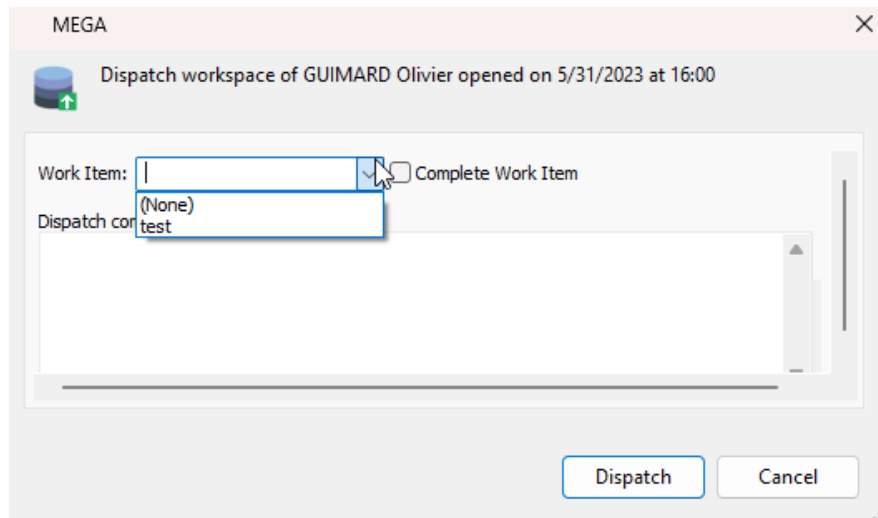 MEGA
Dispatch workspace of GUIMARD Olivier opened on 5/31/2023 at 16:00
Work Item: Complete Work Item
(None)
Dispatch
test
Dispatch Cancel